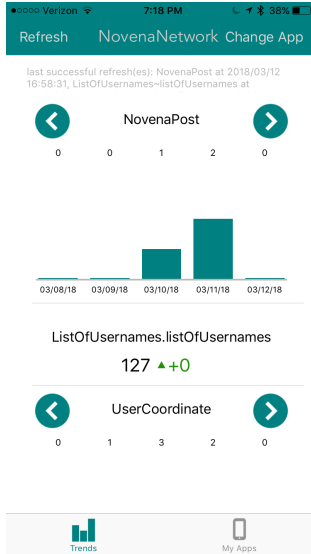 Verizon 7:18 PM 38%
Refresh NovenaNetwork Change App
last successful refresh(es): NovenaPost at 2018/03/12
16:58:31, ListOfUsernames~listOfUsernames at
NovenaPost
0 0 1 2 0
03/08/18 03/09/18 03/10/18 03/11/18 03/12/18
ListOfUsernames.listOfUsernames
127 ▲+0
UserCoordinate
0 1 3 2 0
Trends My Apps